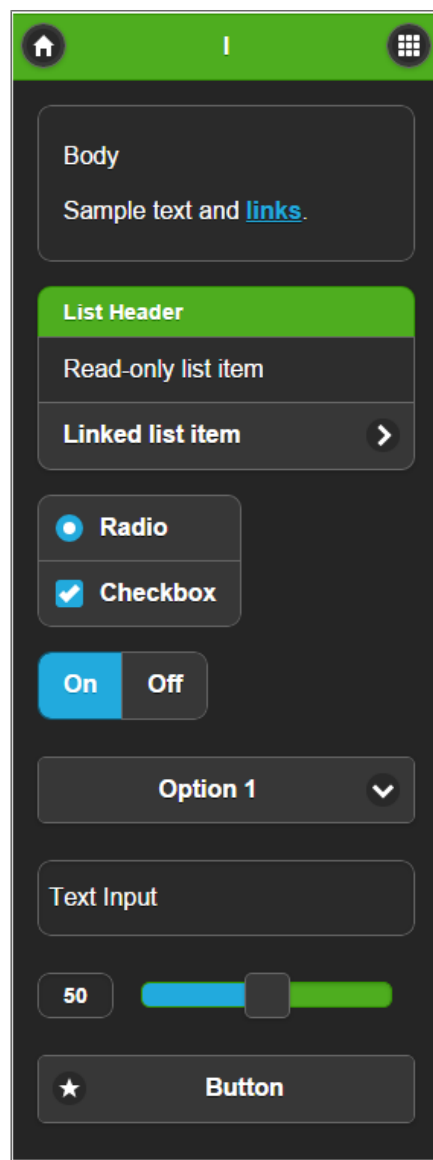 I
Body
Sample text and links.
List Header
Read-only list item
Linked list item
Radio
Checkbox
On Off
Option 1
Text Input
50
Button